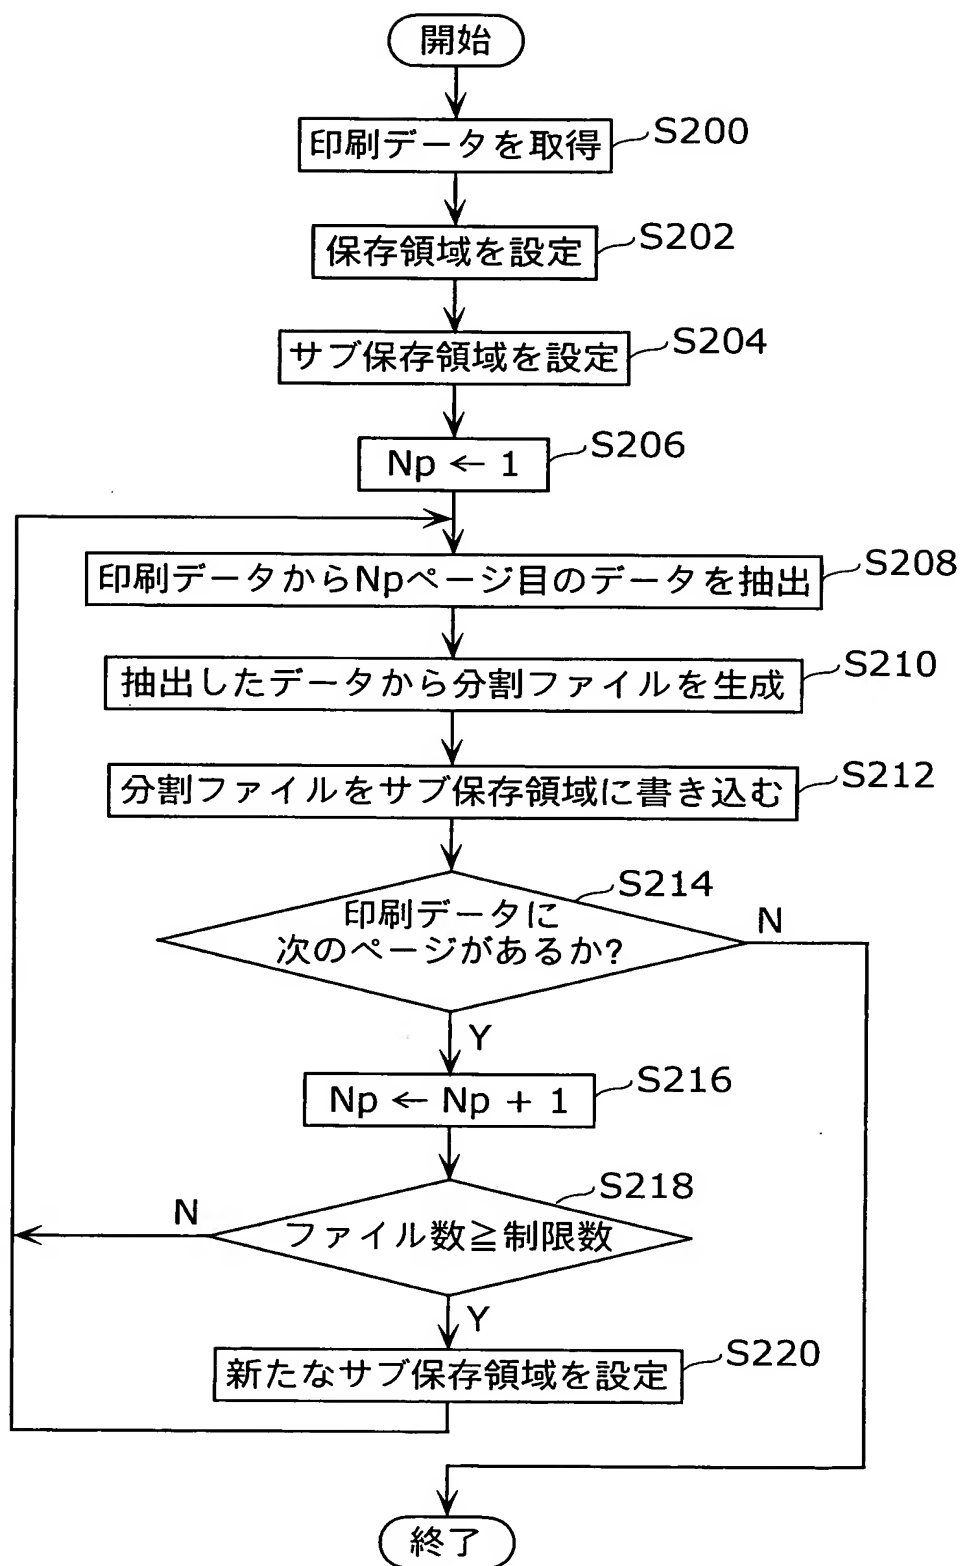 開始
印刷データを取得
S200
保存領域を設定
S202
サブ保存領域を設定
S204
Np ← 1
S206
印刷データからNpページ目のデータを抽出
S208
抽出したデータから分割ファイルを生成
S210
分割ファイルをサブ保存領域に書き込む
S212
S214
印刷データに
次のページがあるか?
N
Y
Np ← Np + 1
S216
S218
N
ファイル数≧制限数
Y
新たなサブ保存領域を設定
S220
終了